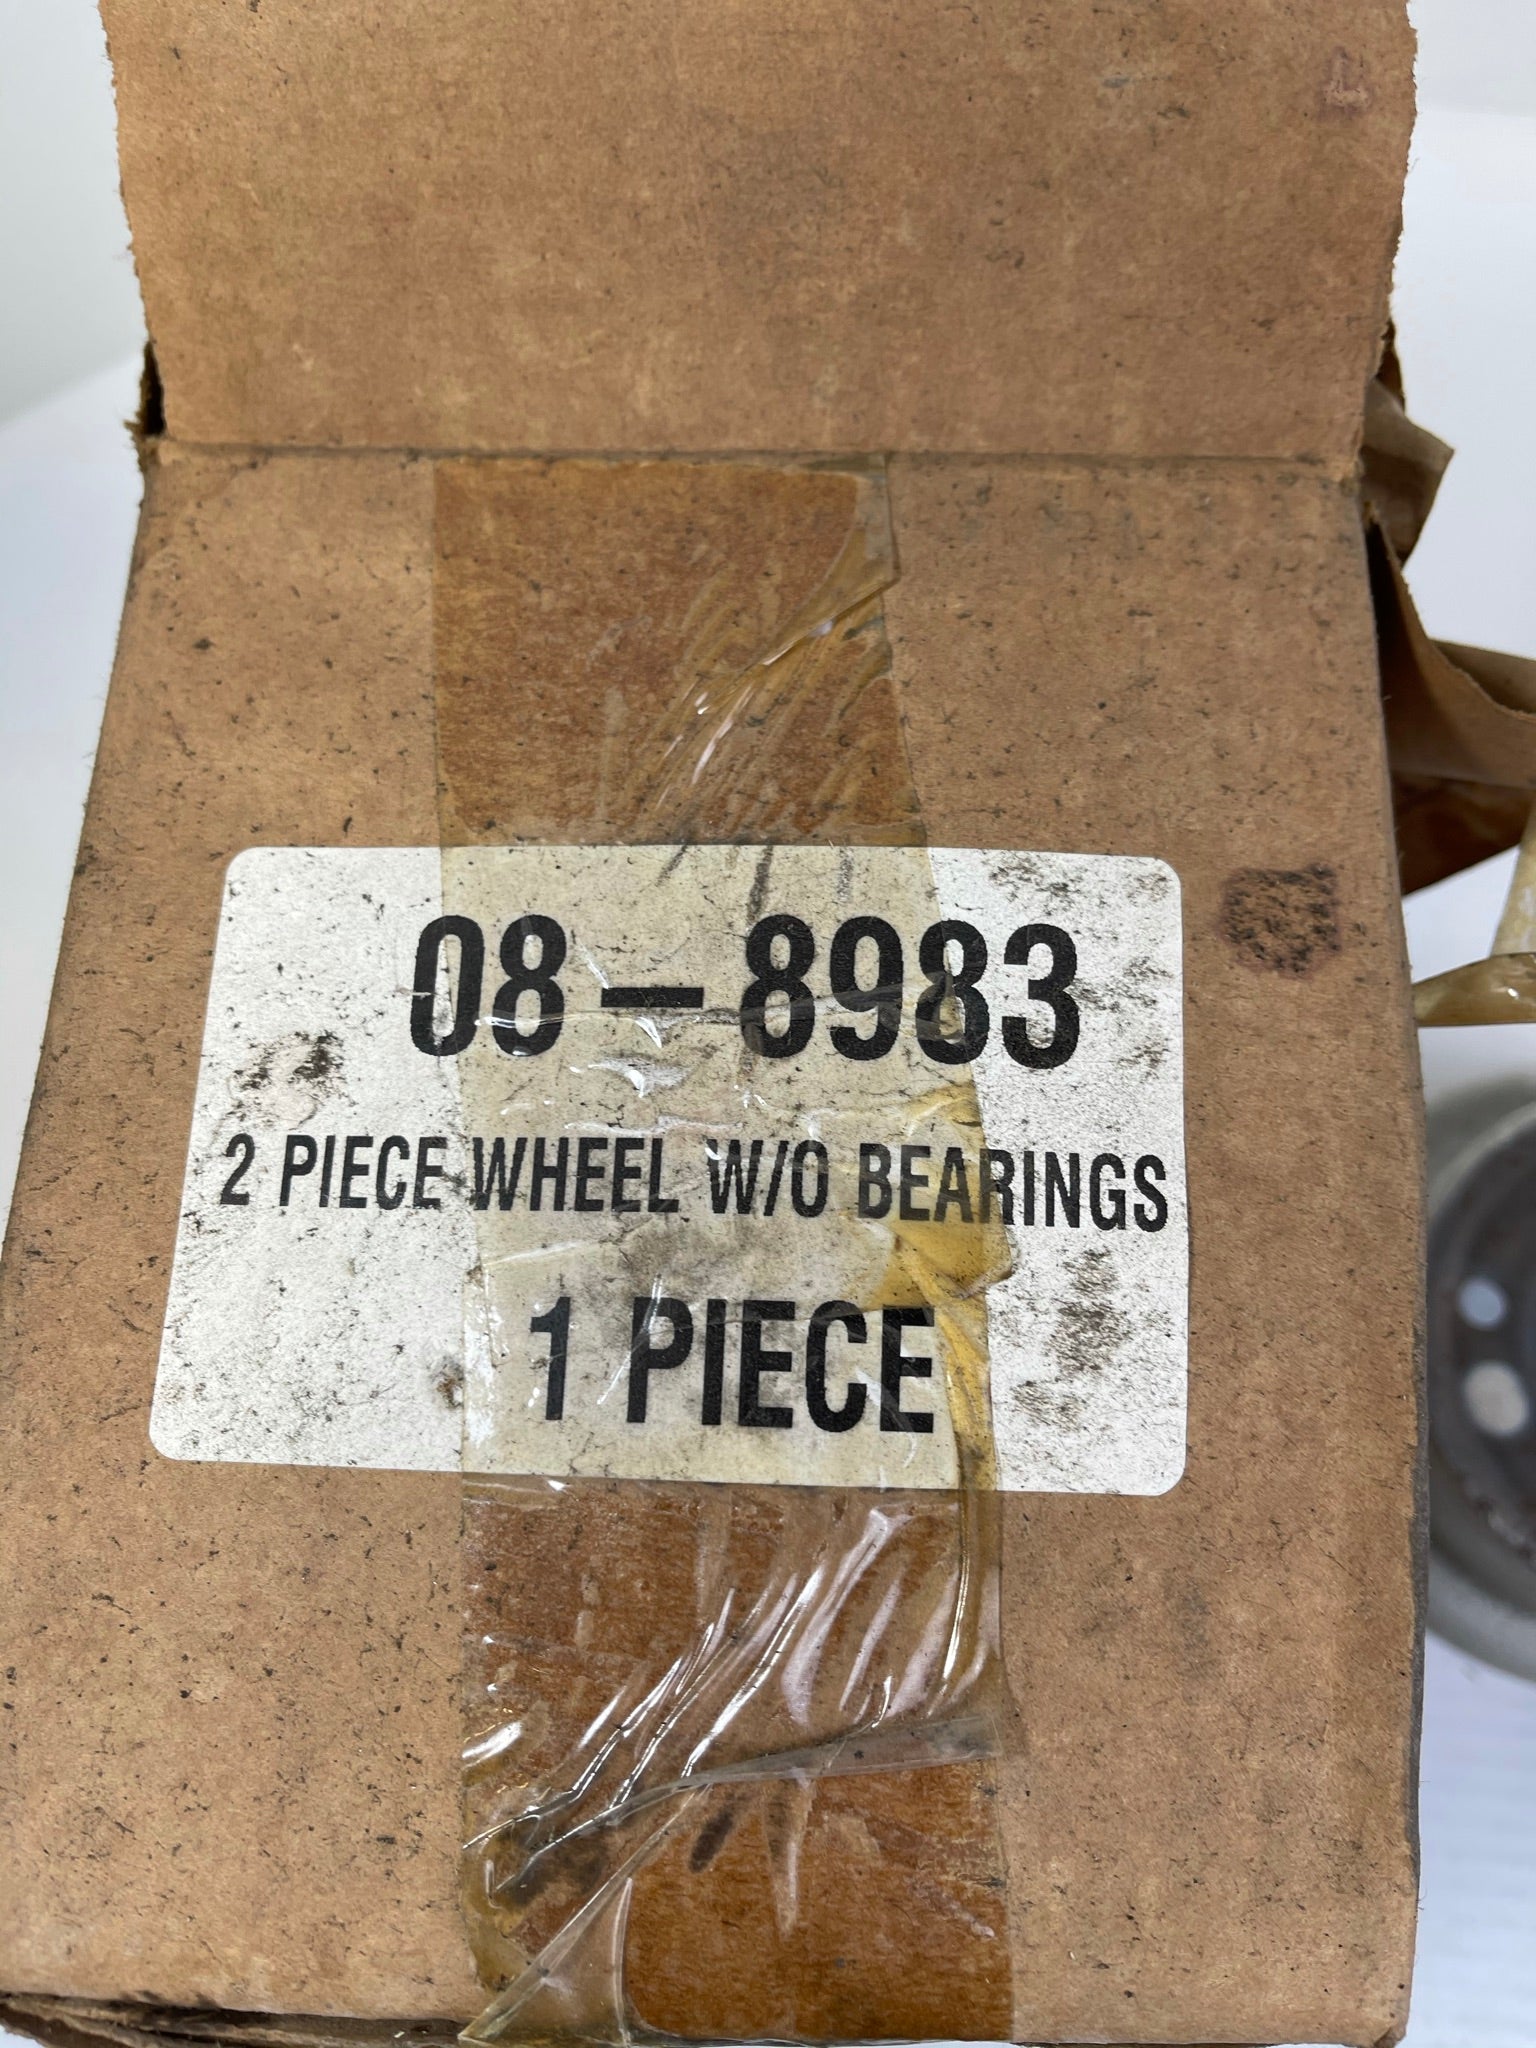 08-8983
2 PIECE WHEEL W/O BEARINGS
1 PIECE